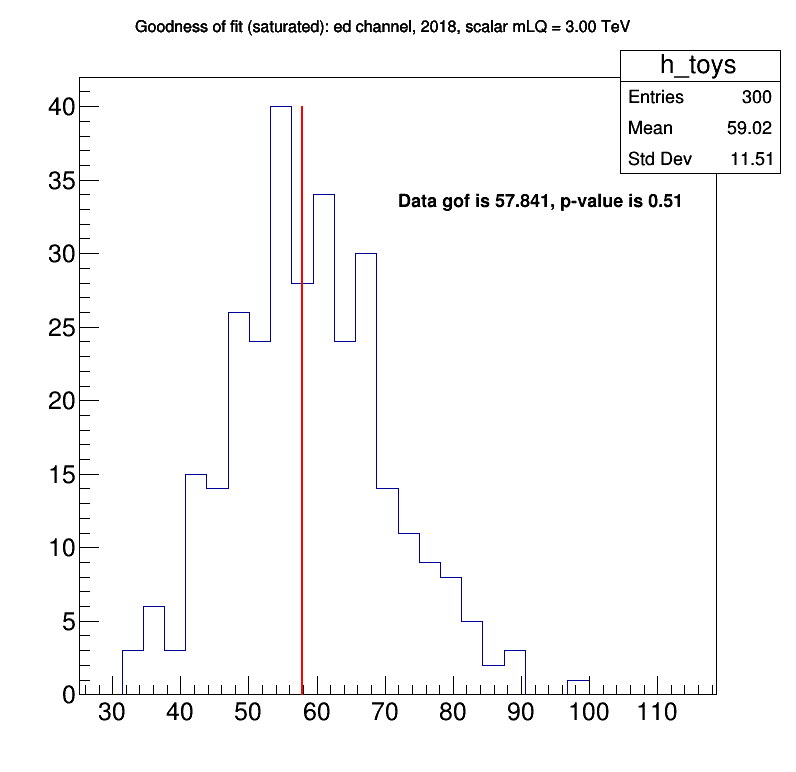 Goodness of fit (saturated): ed channel, 2018, scalar mLQ = 3.00 TeV
h_toys
Entries 300
Mean 59.02
Std Dev 11.51
Data gof is 57.841, p-value is 0.51
40
35
30
25
20
15
10
5
0
30 40 50 60 70 80 90 100 110